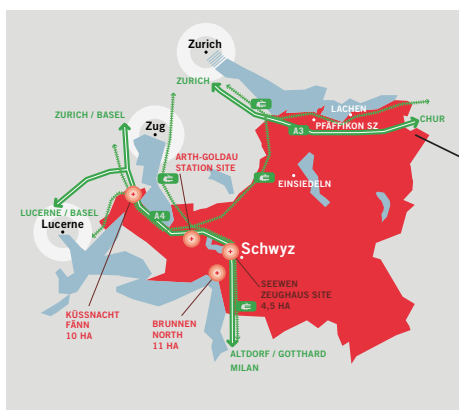 Zurich
ZURICH
LACHEN
PFÄFFIKON SZ
A3
CHUR
ZURICH / BASEL
Zug
ARTH-GOLDAU
STATION SITE
EINSIEDELN
LUCERNE / BASEL
Lucerne
A4
Schwyz
SEEWEN
ZEUGHAUS SITE
4,5 HA
KÜSSNACHT
FÄNN
10 HA
BRUNNEN
NORTH
11 HA
ALTDORF / GOTTHARD
MILAN